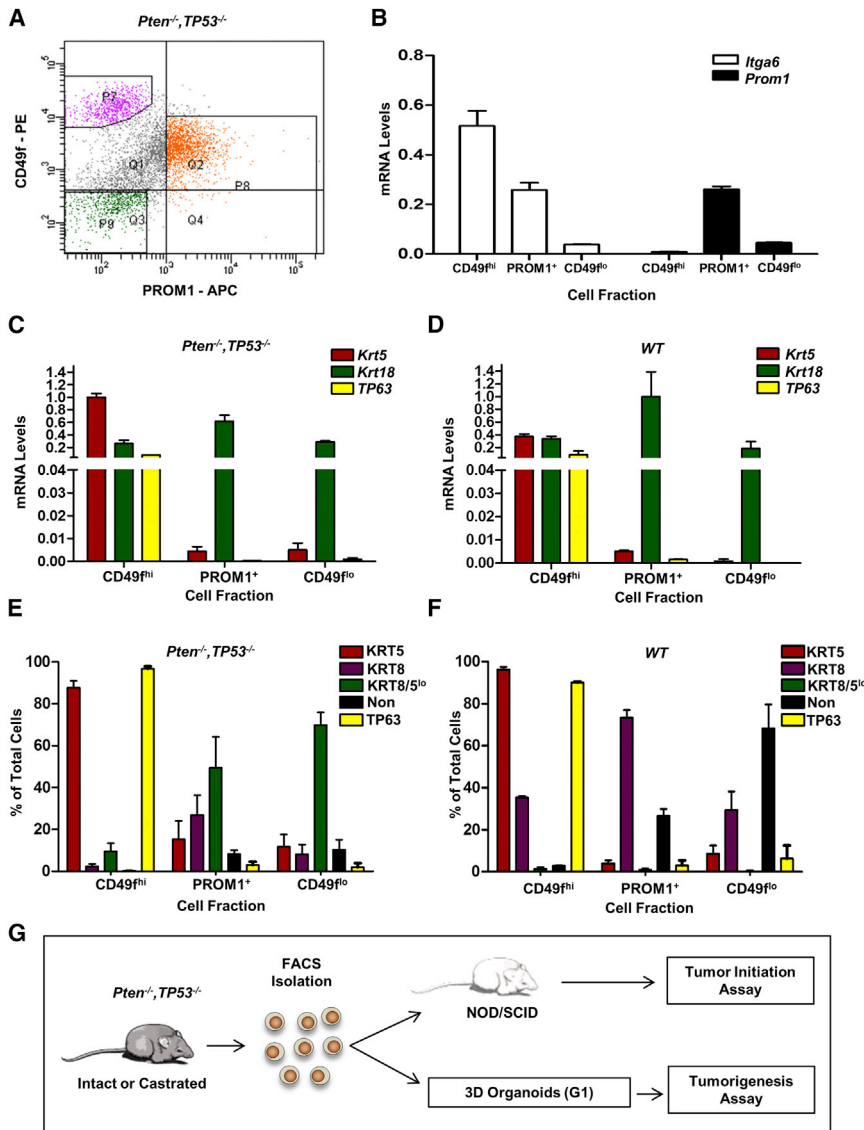 A
Pten-/-,TP53-/-
CD49f - PE
10⁵
10⁴
10³
10²
P7
Q1
Q2
P8
P9
Q3
Q4
10² 10³ 10⁴ 10⁵
PROM1 - APC
B
Itga6
Prom1
mRNA Levels
0.8
0.6
0.4
0.2
0.0
CD49fhi PROM1+ CD49flo CD49fhi PROM1+ CD49flo
Cell Fraction
C
Pten-/-,TP53-/-
Krt5
Krt18
TP63
mRNA Levels
1.4
1.2
1.0
0.8
0.6
0.4
0.2
0.04
0.03
0.02
0.01
0.00
CD49fhi PROM1+ CD49flo
Cell Fraction
D
WT
Krt5
Krt18
TP63
mRNA Levels
1.4
1.2
1.0
0.8
0.6
0.4
0.2
0.04
0.03
0.02
0.01
0.00
CD49fhi PROM1+ CD49flo
Cell Fraction
E
Pten-/-,TP53-/-
KRT5
KRT8
KRT8/5lo
Non
TP63
% of Total Cells
100
80
60
40
20
0
CD49fhi PROM1+ CD49flo
Cell Fraction
F
WT
KRT5
KRT8
KRT8/5lo
Non
TP63
% of Total Cells
100
80
60
40
20
0
CD49fhi PROM1+ CD49flo
Cell Fraction
G
Pten-/-,TP53-/-
Intact or Castrated
FACS
Isolation
NOD/SCID
Tumor Initiation
Assay
3D Organoids (G1)
Tumorigenesis
Assay